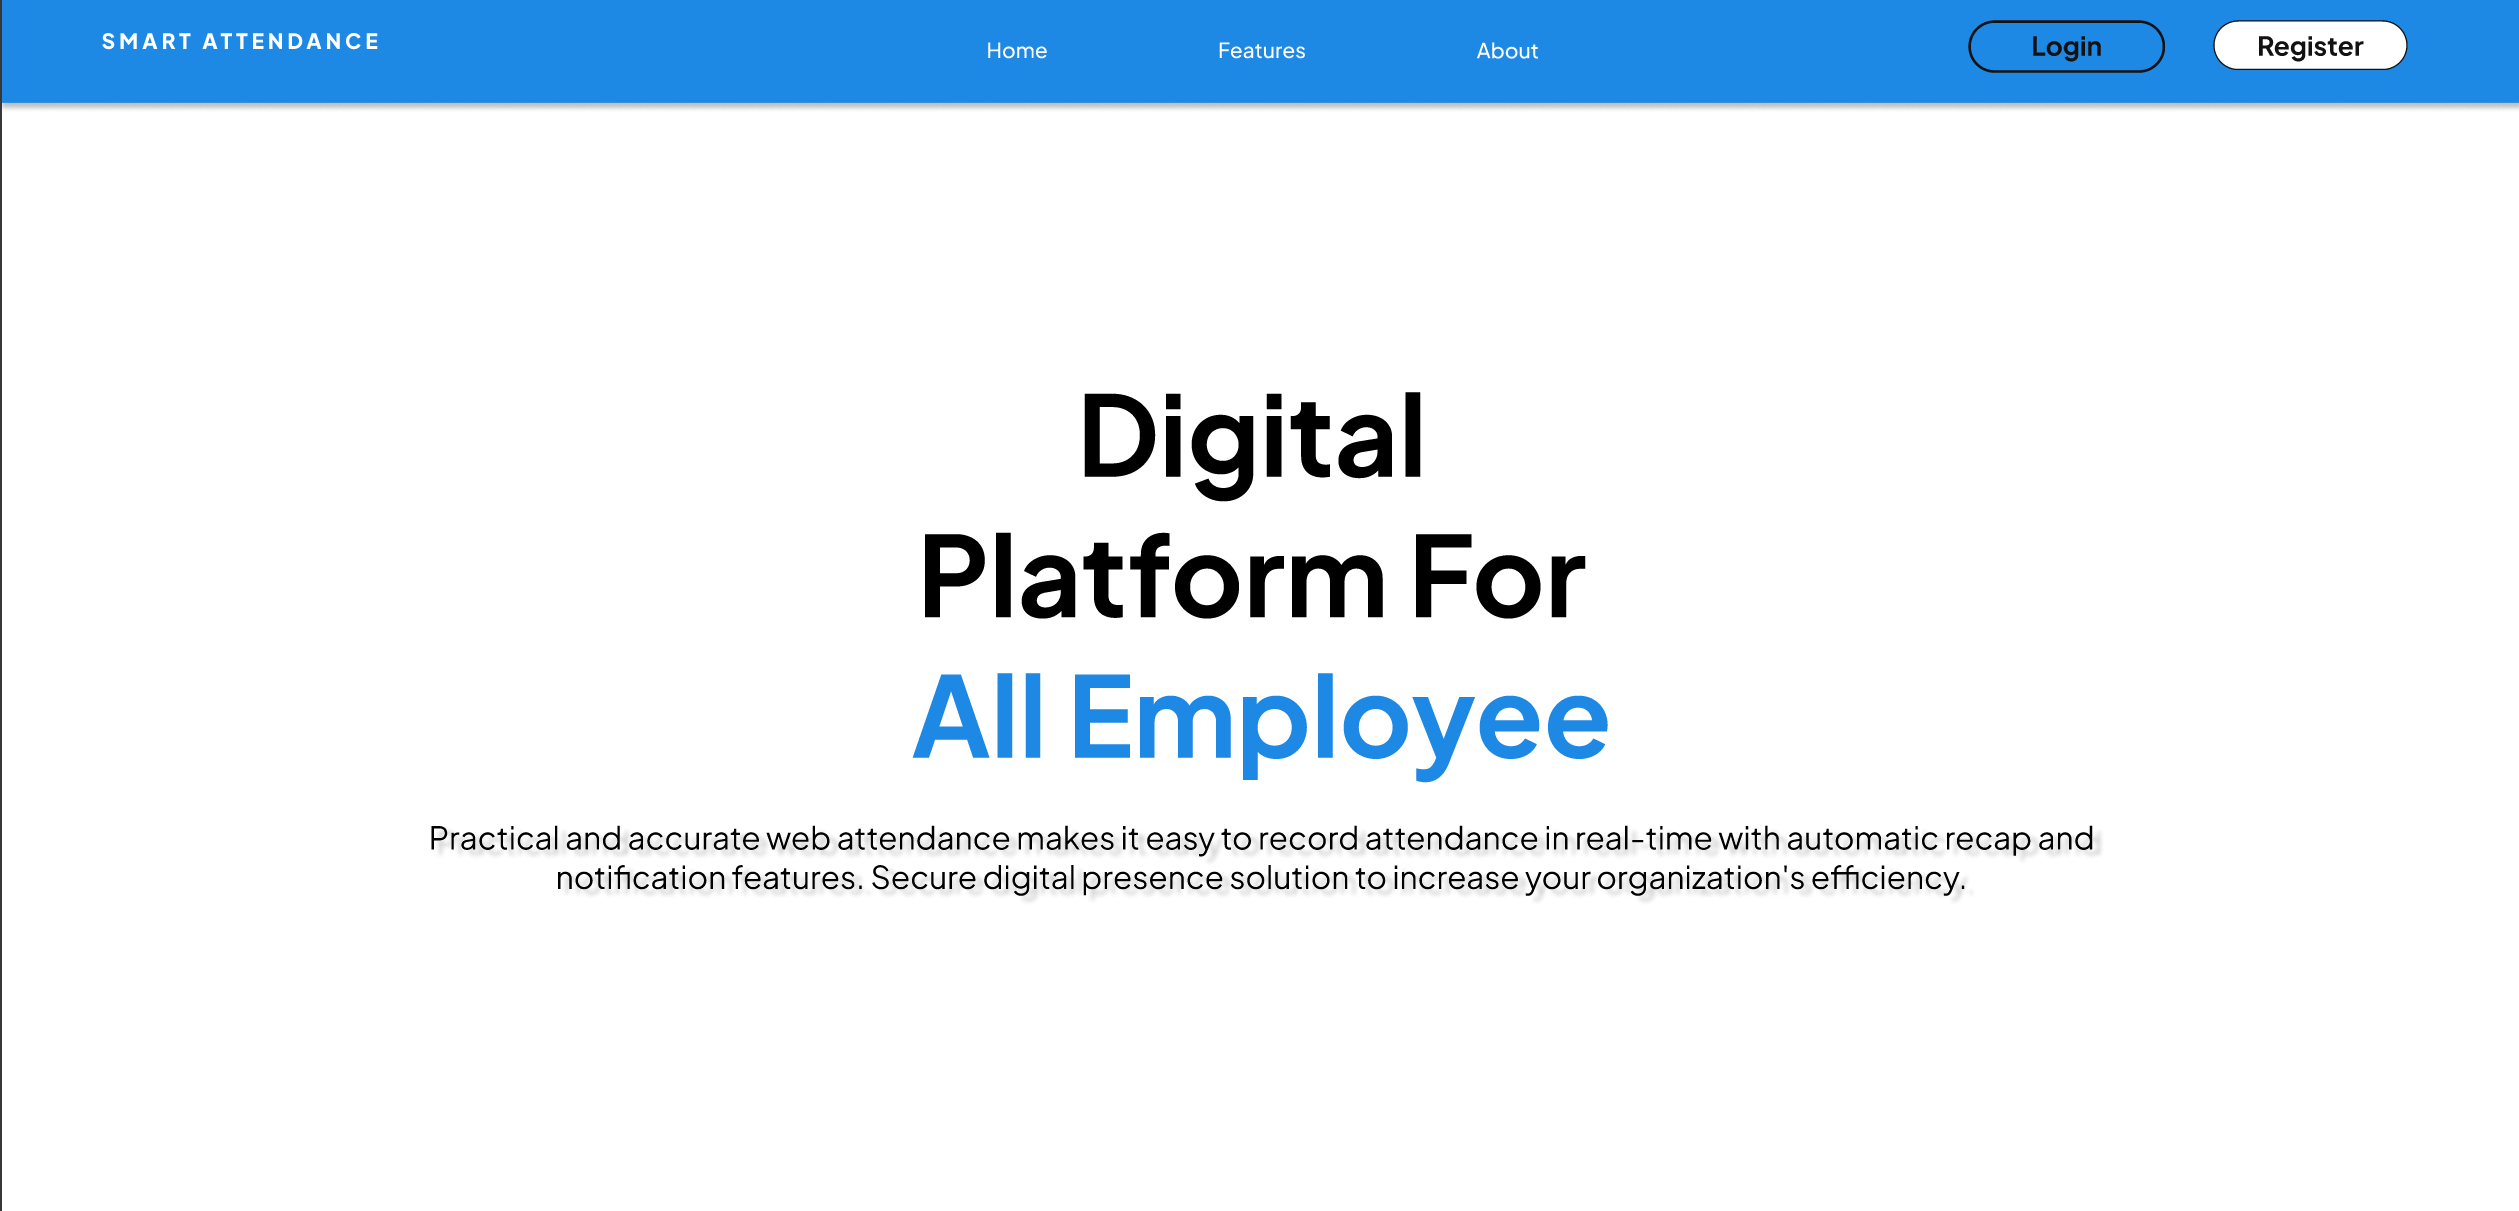 SMART ATTENDANCE
Home
Features
About
Login
Register
Digital
Platform For
All Employee
Practical and accurate web attendance makes it easy to record attendance in real-time with automatic recap and
notification features. Secure digital presence solution to increase your organization's efficiency.